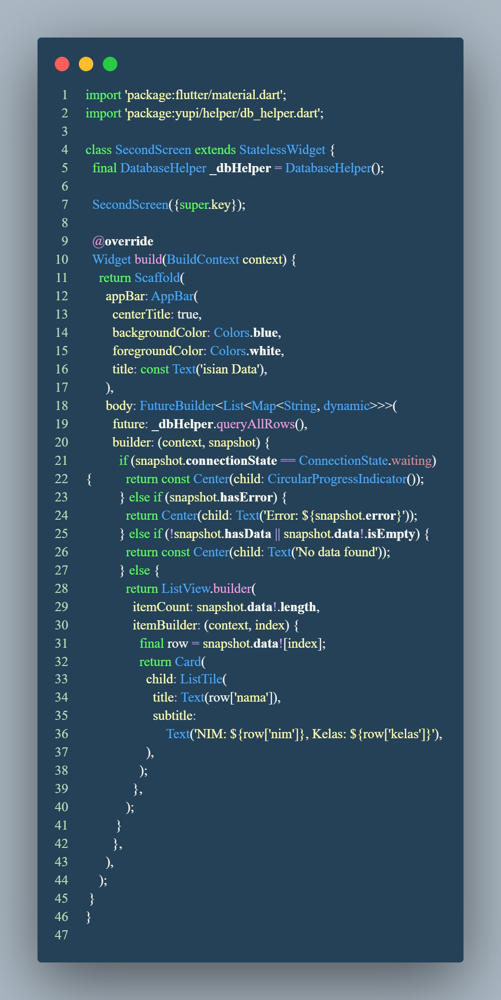 1 import 'package:flutter/material.dart';
2 import 'package:yupi/helper/db_helper.dart';
3
4 class SecondScreen extends StatelessWidget {
5 final DatabaseHelper _dbHelper = DatabaseHelper();
6
7 SecondScreen({super.key});
8
9 @override
10 Widget build(BuildContext context) {
11 return Scaffold(
12 appBar: AppBar(
13 centerTitle: true,
14 backgroundColor: Colors.blue,
15 foregroundColor: Colors.white,
16 title: const Text('isian Data'),
17 ),
18 body: FutureBuilder<List<Map<String, dynamic>>>(
19 future: _dbHelper.queryAllRows(),
20 builder: (context, snapshot) {
21 if (snapshot.connectionState == ConnectionState.waiting)
22 { return const Center(child: CircularProgressIndicator());
23 } else if (snapshot.hasError) {
24 return Center(child: Text('Error: ${snapshot.error}'));
25 } else if (!snapshot.hasData || snapshot.data!.isEmpty) {
26 return const Center(child: Text('No data found'));
27 } else {
28 return ListView.builder(
29 itemCount: snapshot.data!.length,
30 itemBuilder: (context, index) {
31 final row = snapshot.data![index];
32 return Card(
33 child: ListTile(
34 title: Text(row['nama']),
35 subtitle:
36 Text('NIM: ${row['nim']}, Kelas: ${row['kelas']}'),
37 ),
38 );
39 },
40 );
41 }
42 },
43 ),
44 );
45 }
46 }
47